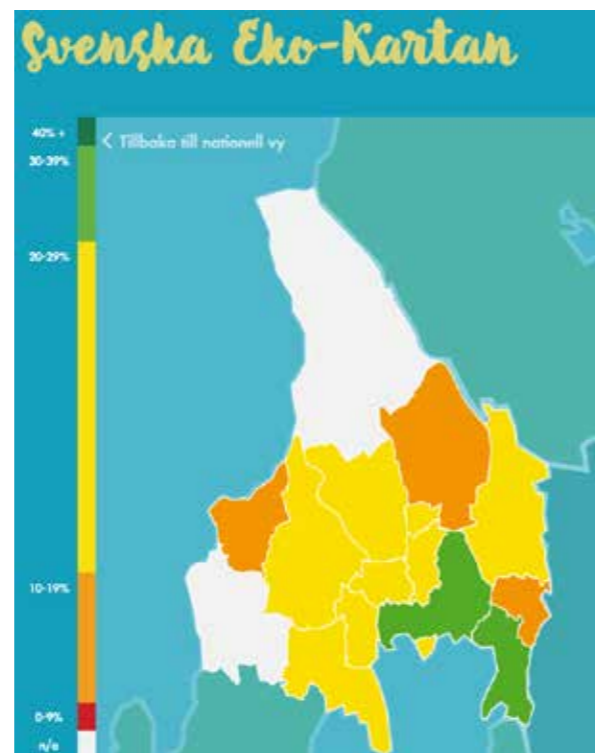 Svenska Eko-Kartan
40% +
< Tillbaka till nationell vy
30-39%
20-29%
10-19%
0-9%
n/a